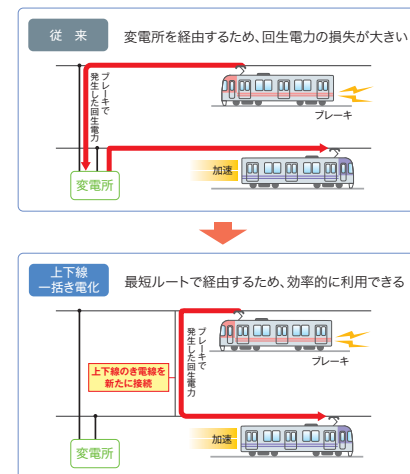 従 来
変電所を経由するため、回生電力の損失が大きい
ブレーキで
発生した回生電力
ブレーキ
加速
変電所
上下線
一括き電化
最短ルートで経由するため、効率的に利用できる
ブレーキで
発生した回生電力
ブレーキ
上下線のき電線を
新たに接続
加速
変電所